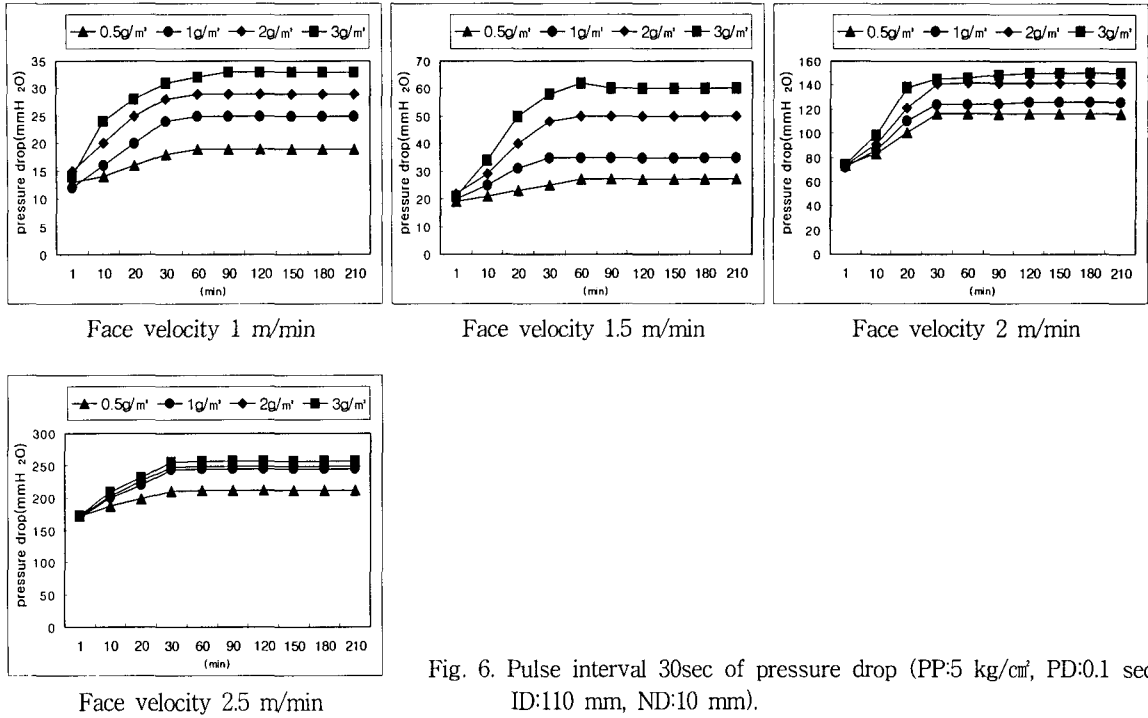 0.5g/㎥ 1g/㎥ 2g/㎥ 3g/㎥
pressure drop(mmH 2O)
35
30
25
20
15
10
5
0
1 10 20 30 60 90 120 150 180 210
(min)
Face velocity 1 m/min
0.5g/㎥ 1g/㎥ 2g/㎥ 3g/㎥
pressure drop(mmH 2O)
70
60
50
40
30
20
10
0
1 10 20 30 60 90 120 150 180 210
(min)
Face velocity 1.5 m/min
0.5g/㎥ 1g/㎥ 2g/㎥ 3g/㎥
pressure drop(mmH 2O)
160
140
120
100
80
60
40
20
0
1 10 20 30 60 90 120 150 180 210
(min)
Face velocity 2 m/min
0.5g/㎥ 1g/㎥ 2g/㎥ 3g/㎥
pressure drop(mmH 2O)
300
250
200
150
100
50
0
1 10 20 30 60 90 120 150 180 210
(min)
Face velocity 2.5 m/min
Fig. 6. Pulse interval 30sec of pressure drop (PP:5 kg/㎠, PD:0.1 sec
ID:110 mm, ND:10 mm).